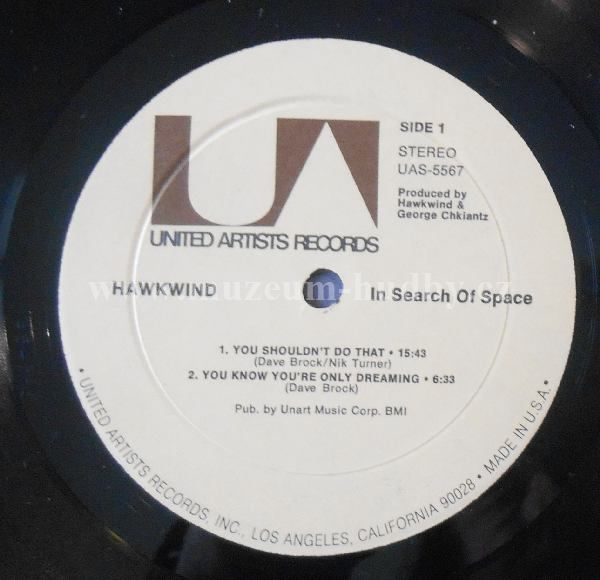 UA
SIDE 1
STEREO
UAS-5567
Produced by
Hawkwind &
George Chkiantz
UNITED ARTISTS RECORDS
HAWKWIND
In Search Of Space
www.muzeum-hudby.cz
1. YOU SHOULDN'T DO THAT • 15:43
(Dave Brock/Nik Turner)
2. YOU KNOW YOU'RE ONLY DREAMING • 6:33
(Dave Brock)
Pub. by Unart Music Corp. BMI
• UNITED ARTISTS RECORDS, INC., LOS ANGELES, CALIFORNIA 90028 • MADE IN U.S.A. •